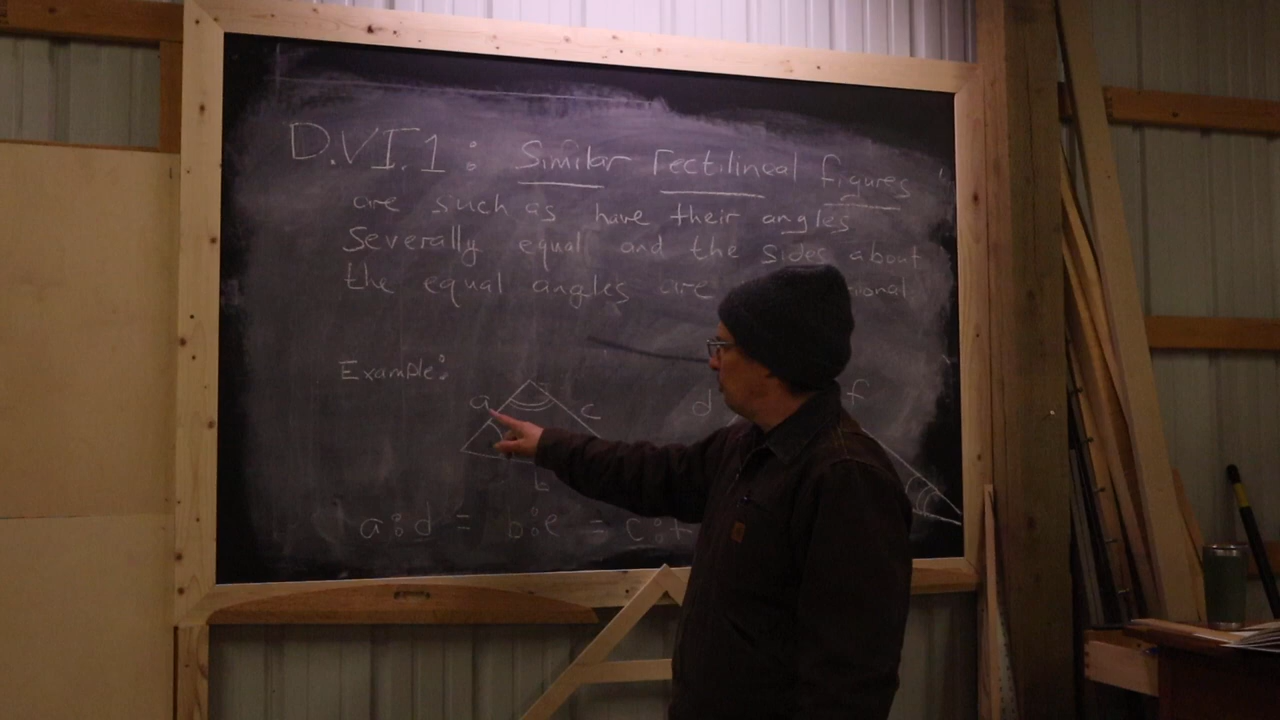 D.VI.1: Similar rectilineal figures
are such as have their angles
Severally equal and the sides about
the equal angles are
Example:
a c d f
b
a:d = b:e = c:f